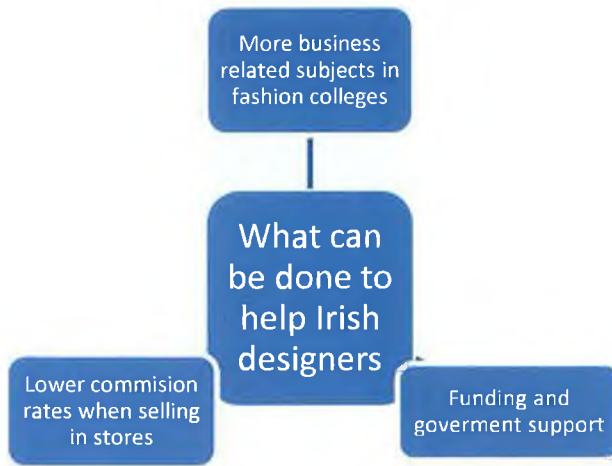 More business
related subjects in
fashion colleges
What can
be done to
help Irish
designers
Lower commision
rates when selling
in stores
Funding and
goverment support